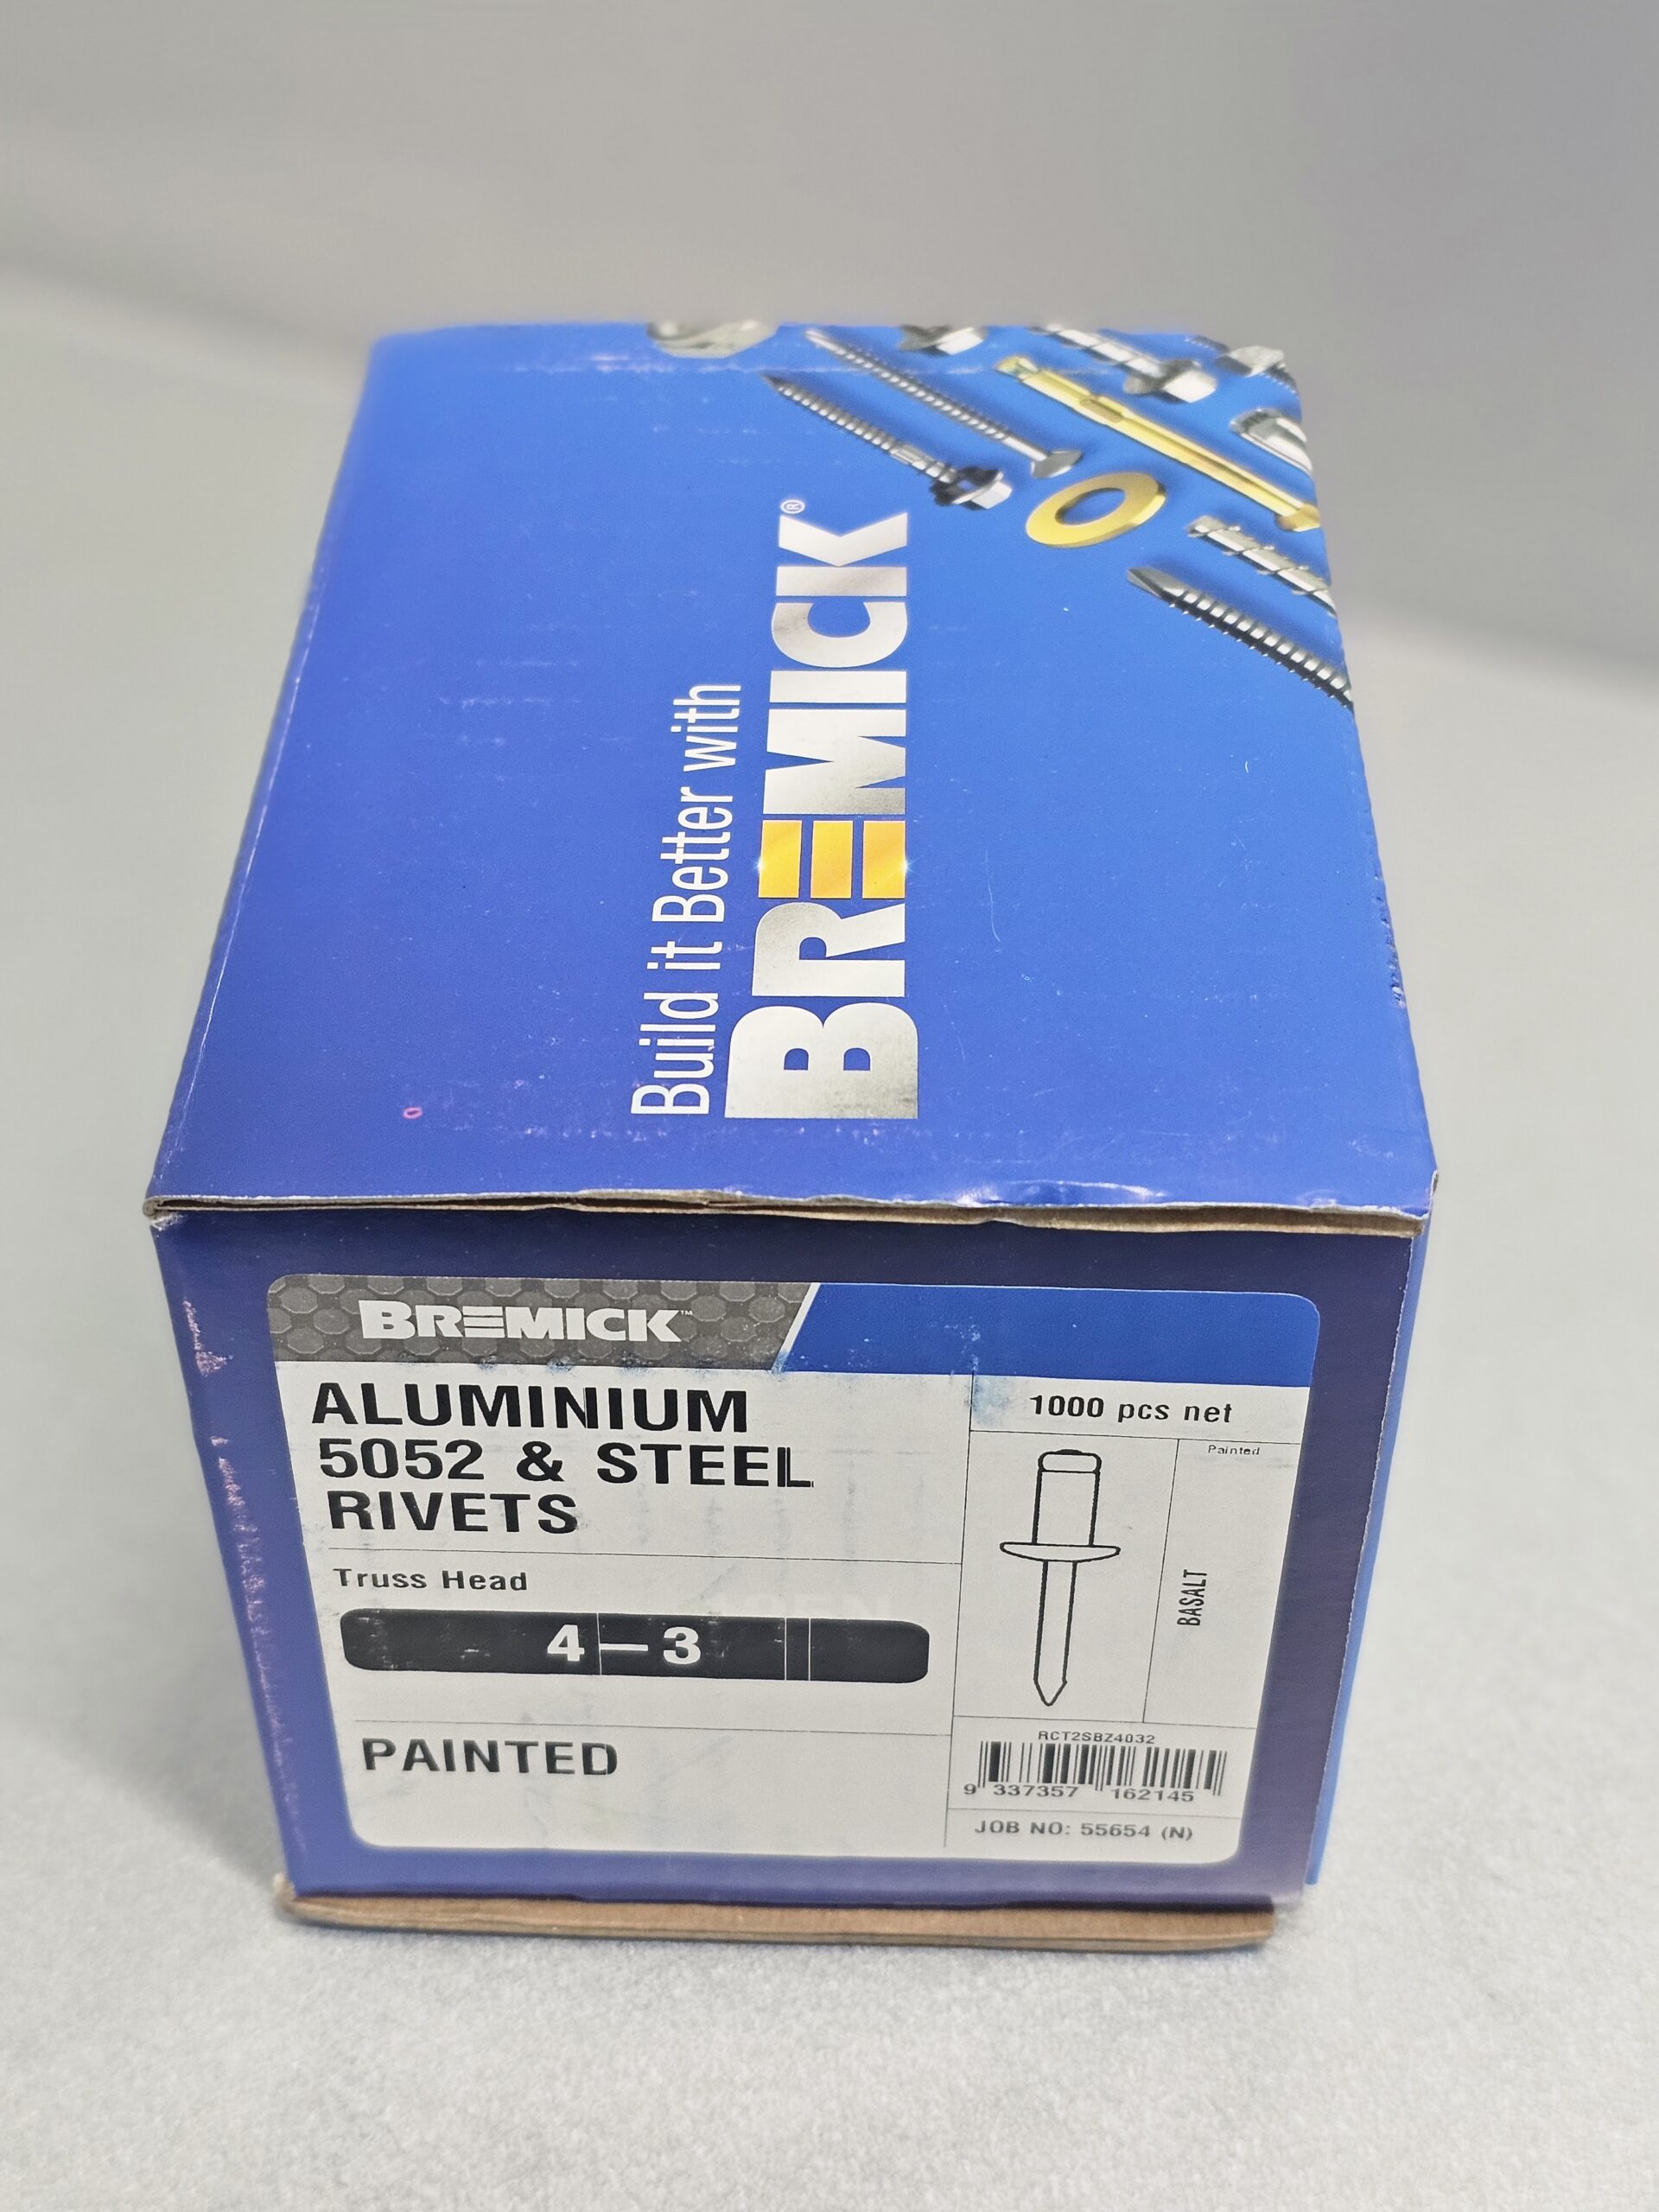 Build it Better with
BREMICK®
BREMICK™
ALUMINIUM
5052 & STEEL
RIVETS
Truss Head
4—3
PAINTED
1000 pcs net
Painted
BASALT
RCT2SBZ4032
9 337357 162145
JOB NO: 55654 (N)